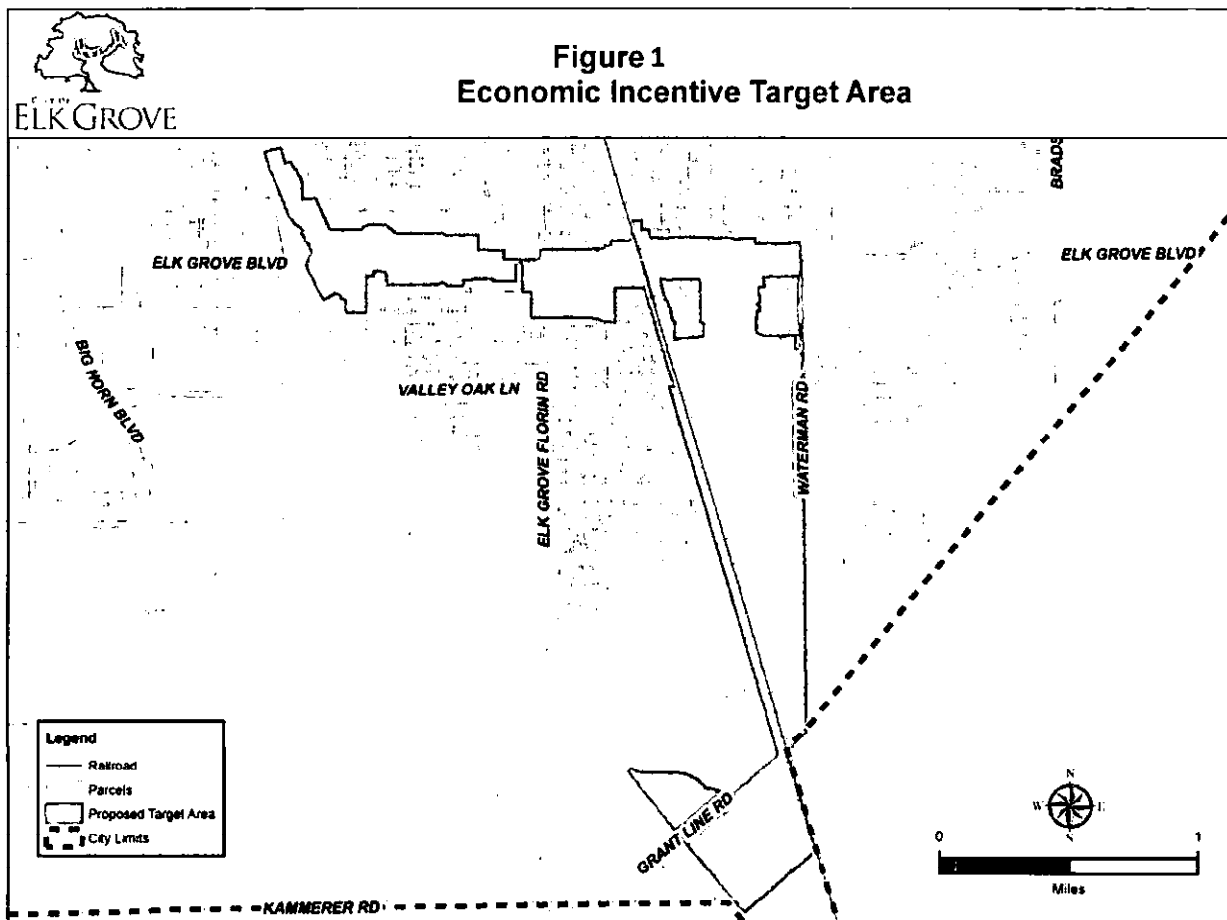 Figure 1
Economic Incentive Target Area
CITY OF
ELK GROVE
BRADS
ELK GROVE BLVD
ELK GROVE BLVD
BIG HORN BLVD
VALLEY OAK LN
ELK GROVE FLORIN RD
WATERMAN RD
GRANT LINE RD
KAMMERER RD
Legend
Railroad
Parcels
Proposed Target Area
City Limits
N
W
E
S
0
1
Miles